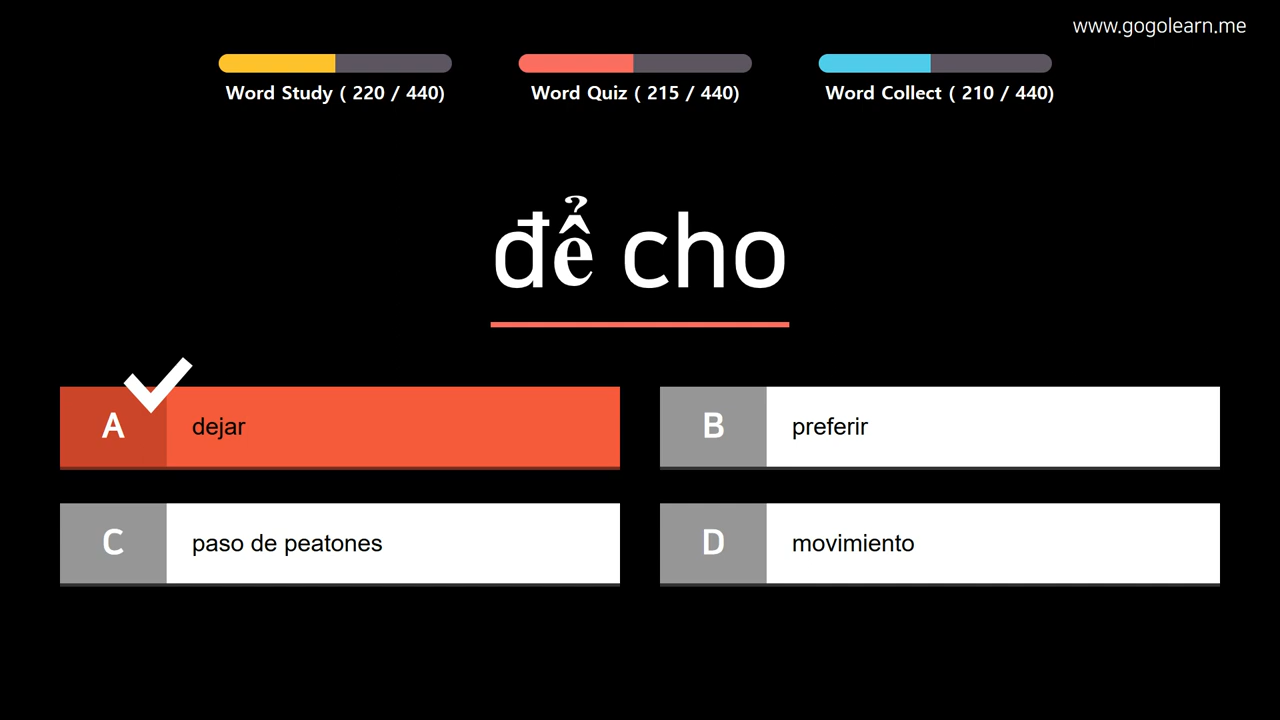 www.gogolearn.me
Word Study ( 220 / 440)
Word Quiz ( 215 / 440)
Word Collect ( 210 / 440)
để cho
A
dejar
B
preferir
C
paso de peatones
D
movimiento